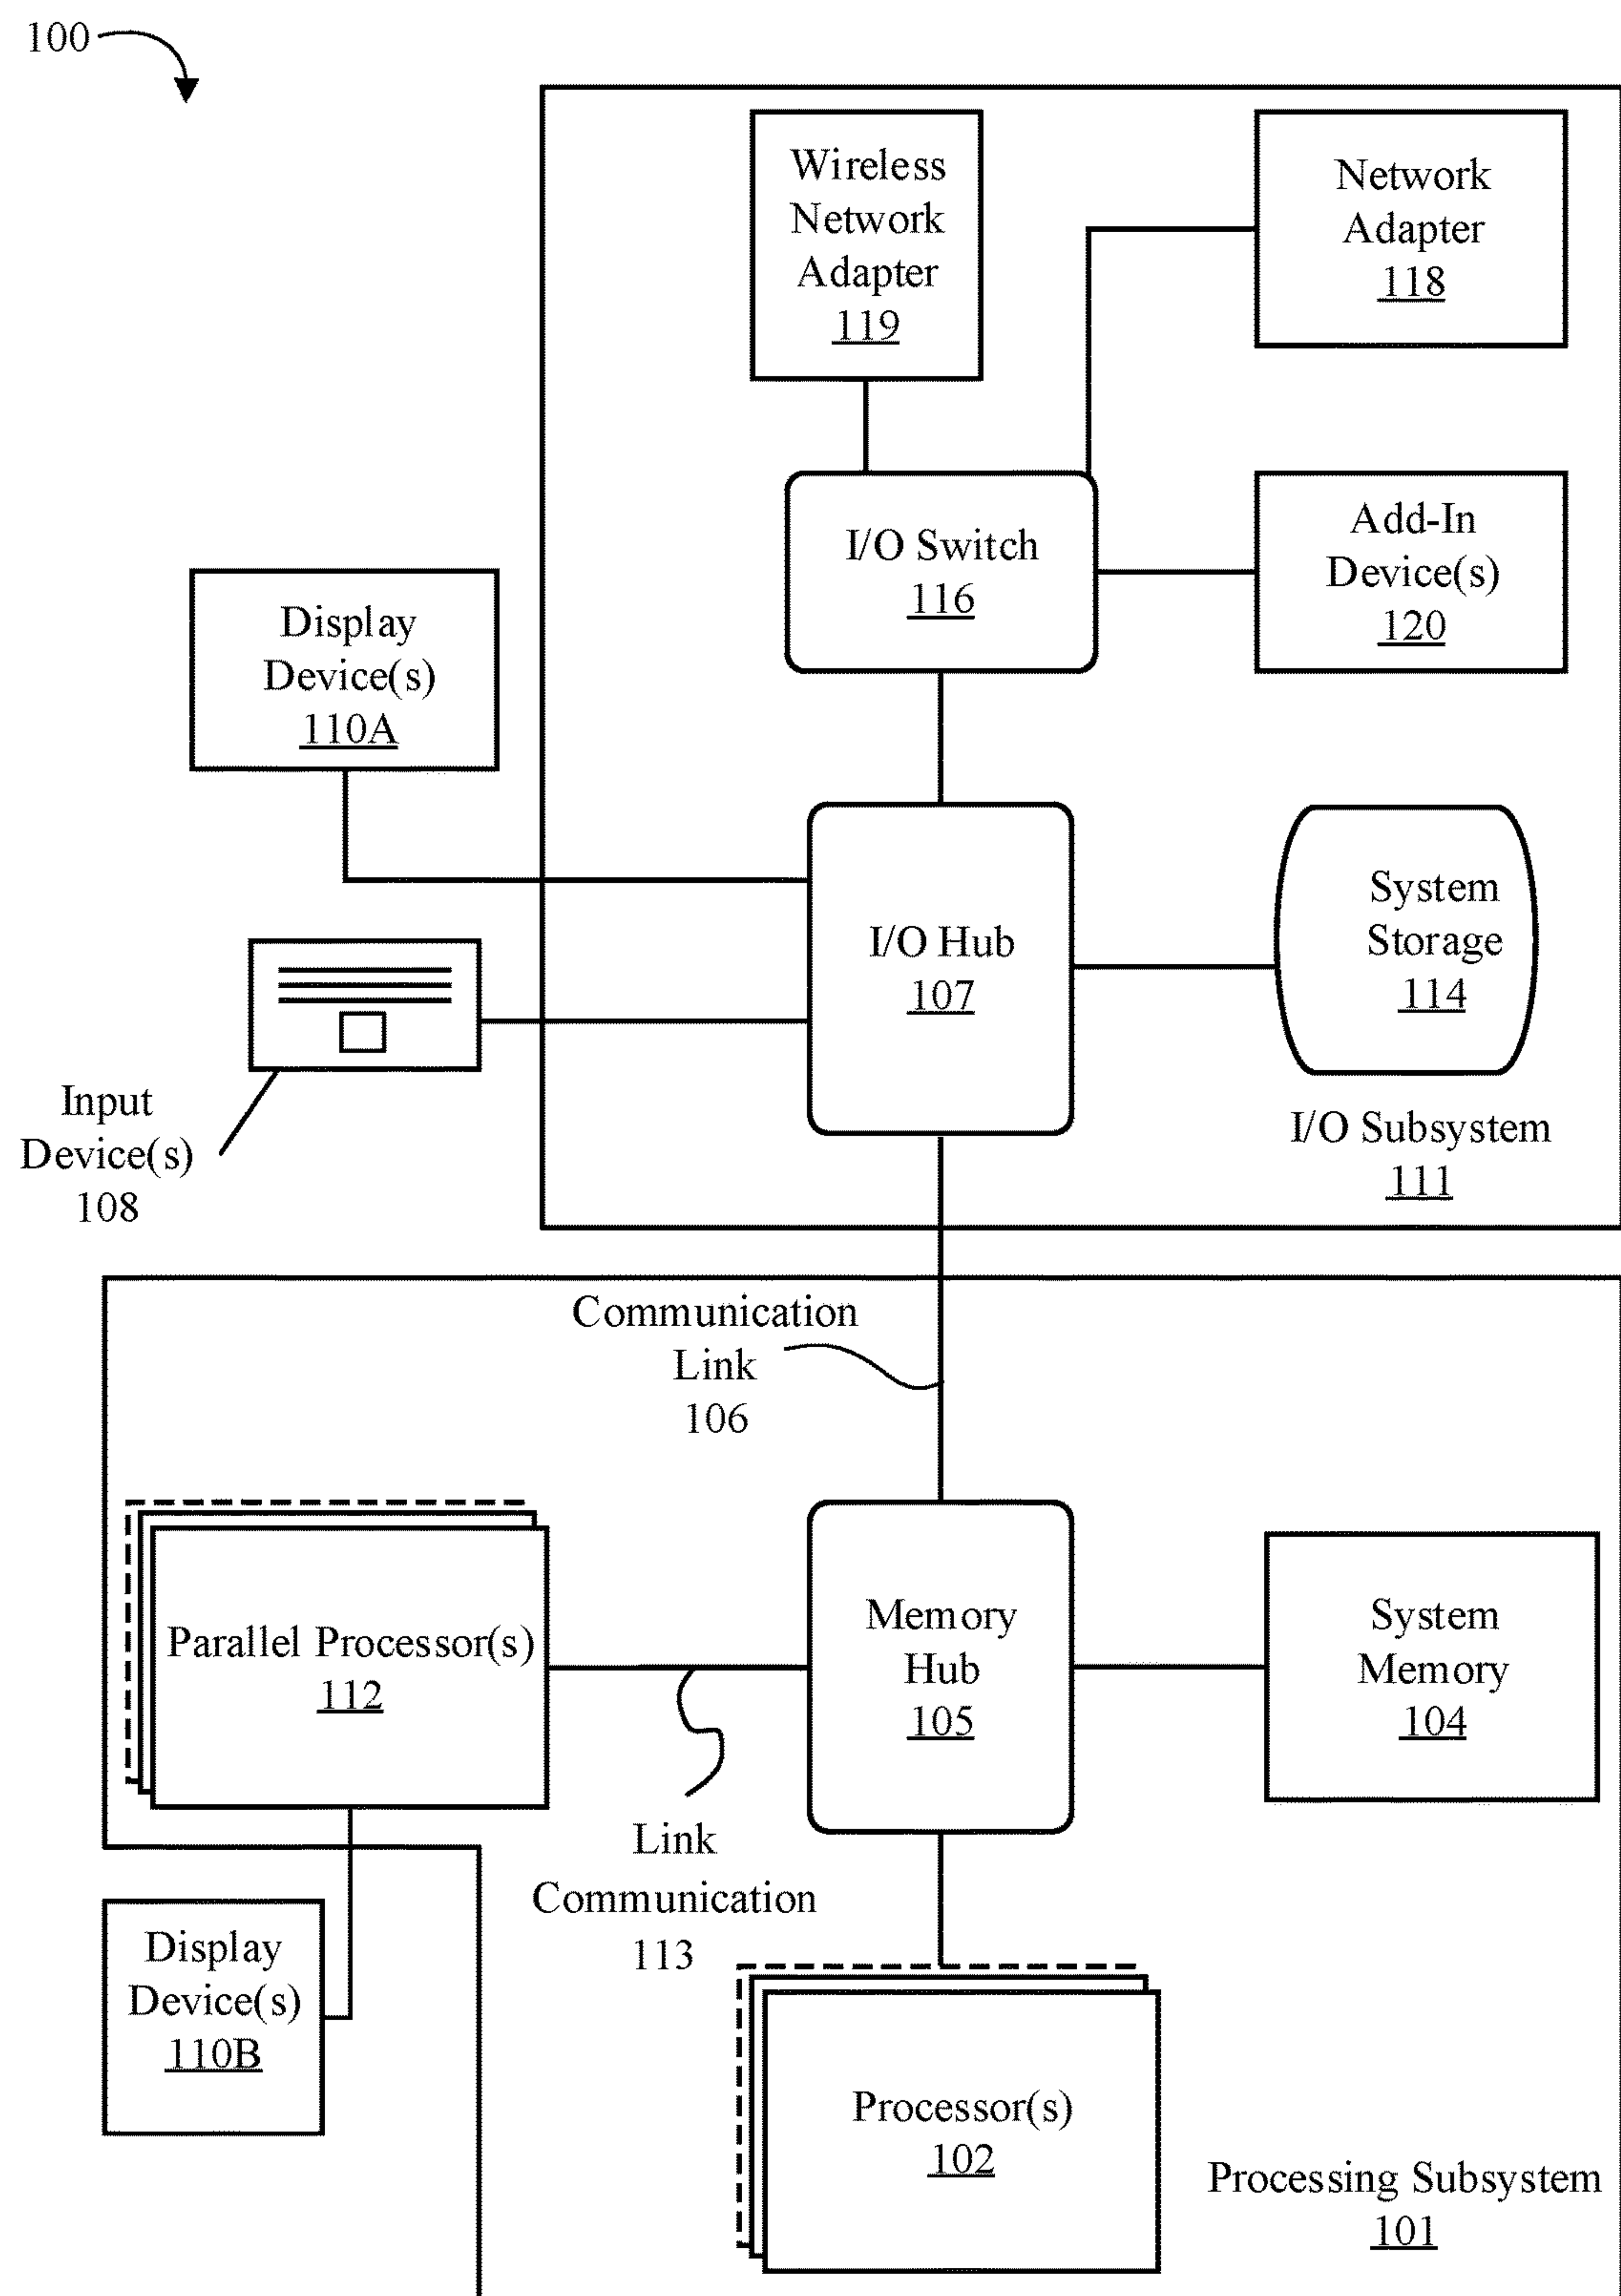 100
Wireless
Network
Adapter
119
Network
Adapter
118
I/O Switch
116
Add-In
Device(s)
120
Display
Device(s)
110A
I/O Hub
107
System
Storage
114
Input
Device(s)
108
I/O Subsystem
111
Communication
Link
106
Parallel Processor(s)
112
Memory
Hub
105
System
Memory
104
Link
Communication
113
Display
Device(s)
110B
Processor(s)
102
Processing Subsystem
101